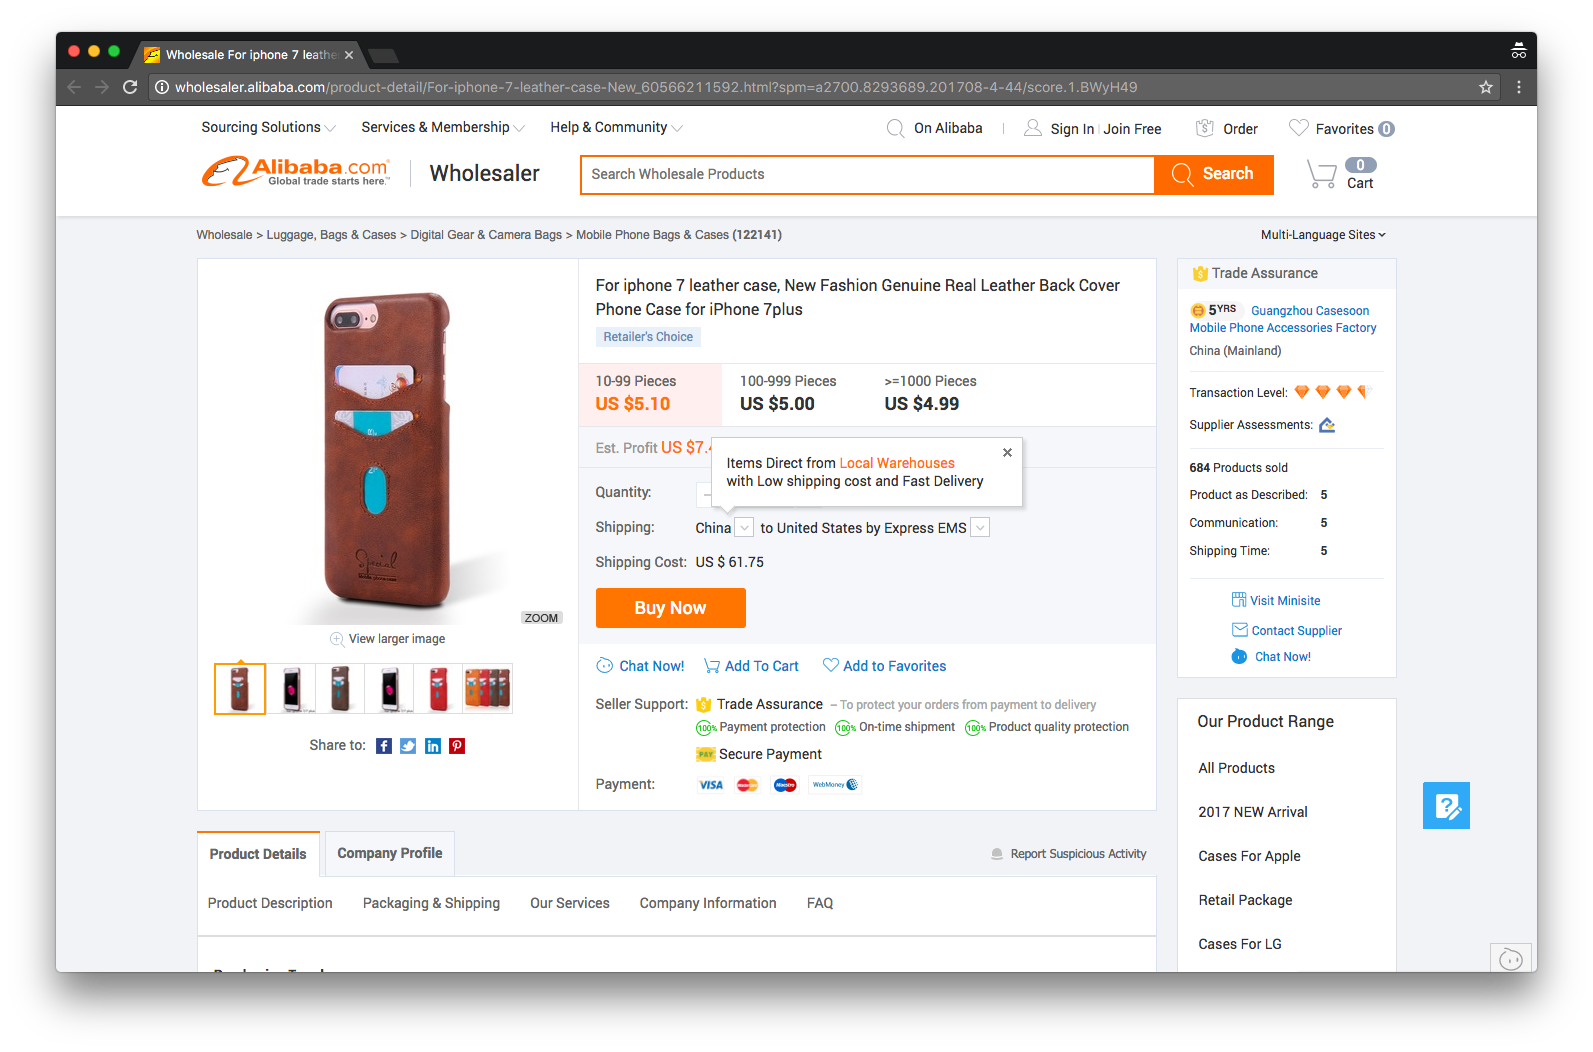 Wholesale For iphone 7 leathe
wholesaler.alibaba.com/product-detail/For-iphone-7-leather-case-New_60566211592.html?spm=a2700.8293689.201708-4-44/score.1.BWyH49
Sourcing Solutions
Services & Membership
Help & Community
On Alibaba
Sign In | Join Free
Order
Favorites 0
Alibaba.com
Global trade starts here.™
Wholesaler
Search Wholesale Products
Search
0
Cart
Wholesale > Luggage, Bags & Cases > Digital Gear & Camera Bags > Mobile Phone Bags & Cases (122141)
Multi-Language Sites
Special
ZOOM
View larger image
Share to:
For iphone 7 leather case, New Fashion Genuine Real Leather Back Cover
Phone Case for iPhone 7plus
Retailer's Choice
10-99 Pieces
US $5.10
100-999 Pieces
US $5.00
>=1000 Pieces
US $4.99
Est. Profit US $7.4
Items Direct from Local Warehouses
with Low shipping cost and Fast Delivery
Quantity:
Shipping: China to United States by Express EMS
Shipping Cost: US $ 61.75
Buy Now
Chat Now!
Add To Cart
Add to Favorites
Seller Support: Trade Assurance – To protect your orders from payment to delivery
100% Payment protection 100% On-time shipment 100% Product quality protection
PAY Secure Payment
Payment: VISA MasterCard Maestro WebMoney
Trade Assurance
5 YRS Guangzhou Casesoon
Mobile Phone Accessories Factory
China (Mainland)
Transaction Level:
Supplier Assessments:
684 Products sold
Product as Described: 5
Communication: 5
Shipping Time: 5
Visit Minisite
Contact Supplier
Chat Now!
Our Product Range
All Products
2017 NEW Arrival
Cases For Apple
Retail Package
Cases For LG
Product Details
Company Profile
Report Suspicious Activity
Product Description
Packaging & Shipping
Our Services
Company Information
FAQ